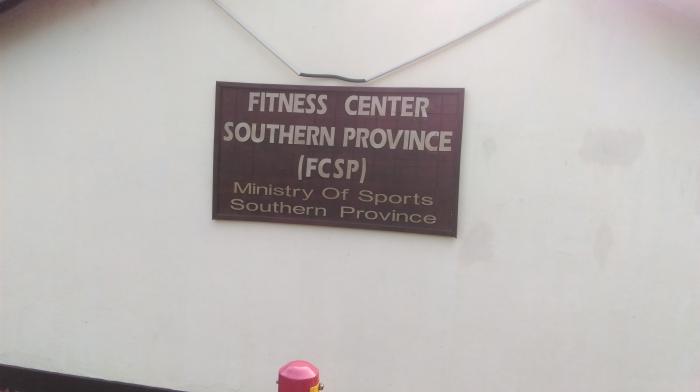 FITNESS CENTER
SOUTHERN PROVINCE
(FCSP)
Ministry Of Sports
Southern Province